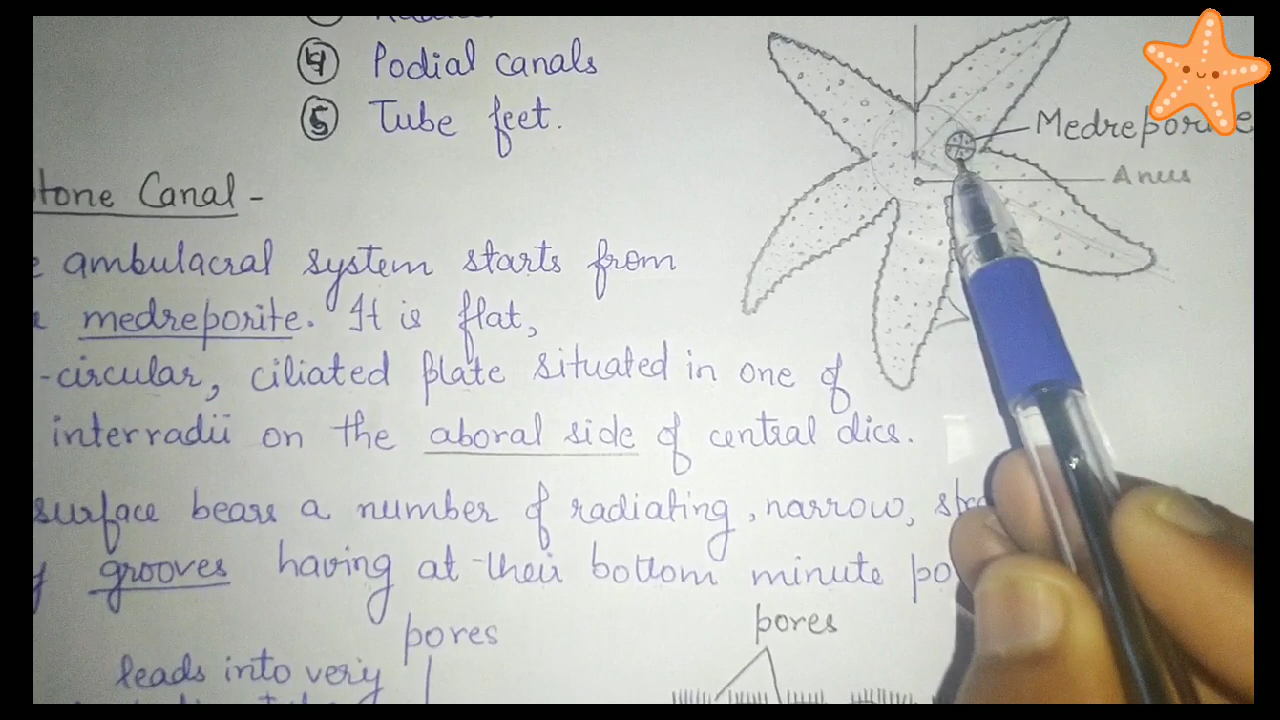 ④ Podial canals
⑤ Tube feet.
Medreporite
Anus
tone Canal -
ambulacral system starts from
medreporite. It is flat,
-circular, ciliated plate situated in one of
interradii on the aboral side of central dics.
surface bears a number of radiating, narrow,
grooves having at their bottom minute
pores
pores
leads into very